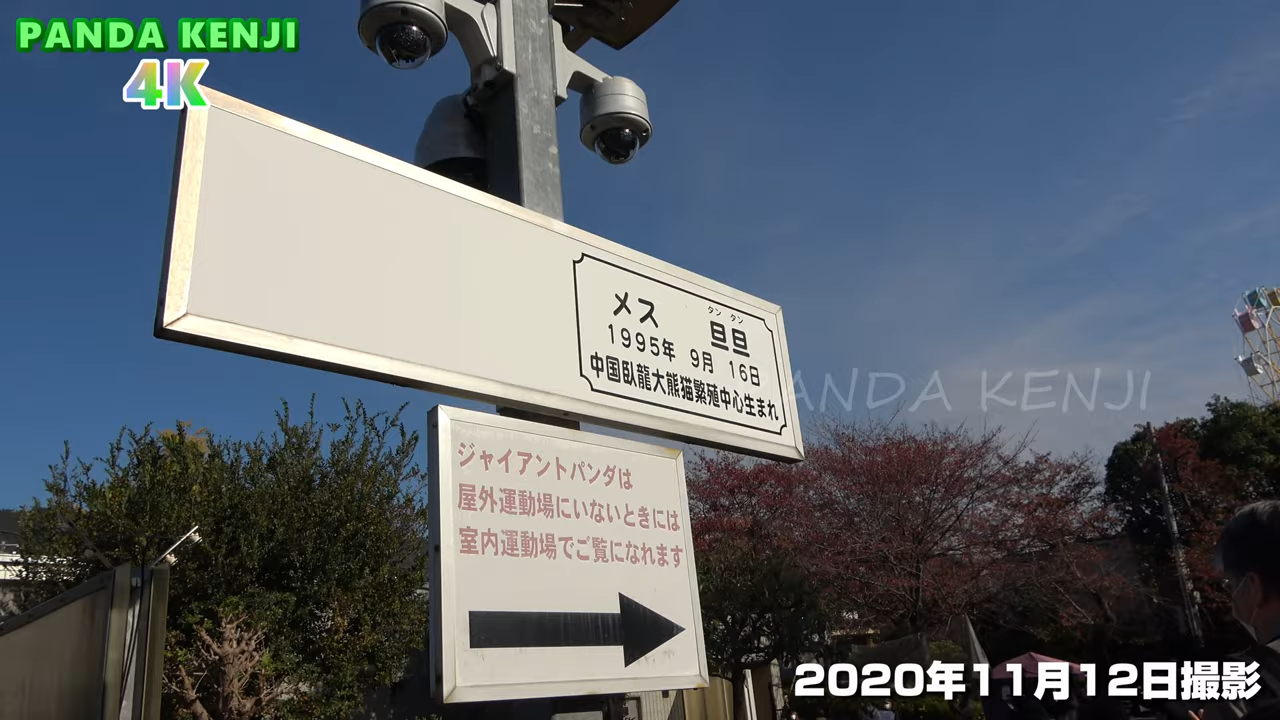 PANDA KENJI
4K
タンタン
メス 旦旦
1995年 9月 16日
中国臥龍大熊猫繁殖中心生まれ
PANDA KENJI
ジャイアントパンダは
屋外運動場にいないときには
室内運動場でご覧になれます
2020年11月12日撮影